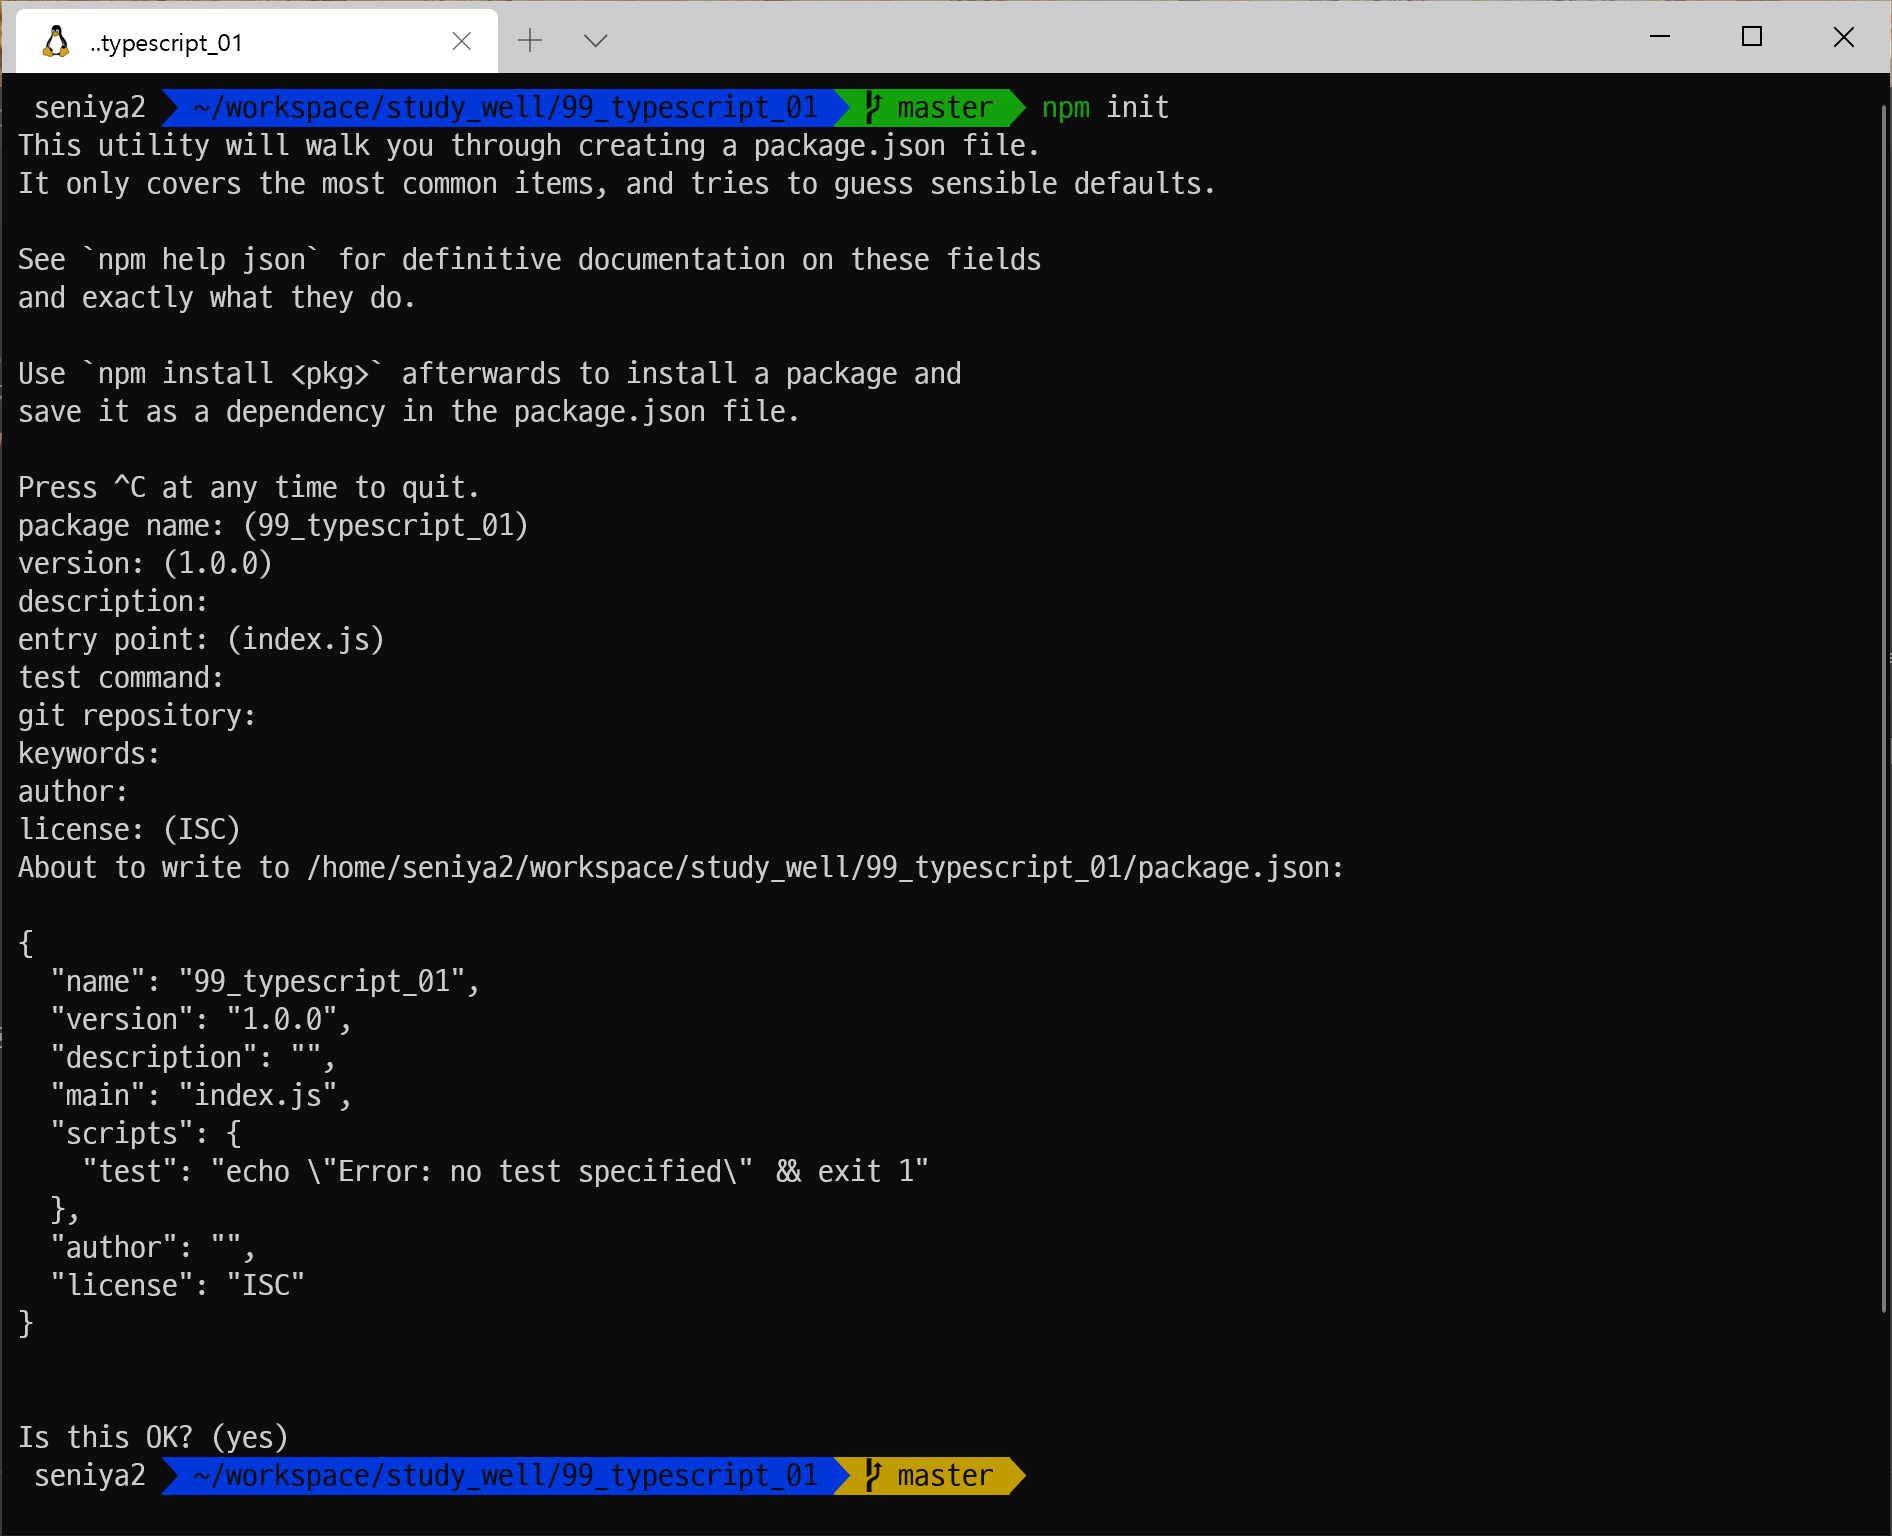 ..typescript_01
seniya2 ~/workspace/study_well/99_typescript_01 master npm init
This utility will walk you through creating a package.json file.
It only covers the most common items, and tries to guess sensible defaults.
See `npm help json` for definitive documentation on these fields
and exactly what they do.
Use `npm install <pkg>` afterwards to install a package and
save it as a dependency in the package.json file.
Press ^C at any time to quit.
package name: (99_typescript_01)
version: (1.0.0)
description:
entry point: (index.js)
test command:
git repository:
keywords:
author:
license: (ISC)
About to write to /home/seniya2/workspace/study_well/99_typescript_01/package.json:
{
  "name": "99_typescript_01",
  "version": "1.0.0",
  "description": "",
  "main": "index.js",
  "scripts": {
    "test": "echo \"Error: no test specified\" && exit 1"
  },
  "author": "",
  "license": "ISC"
}
Is this OK? (yes)
seniya2 ~/workspace/study_well/99_typescript_01 master